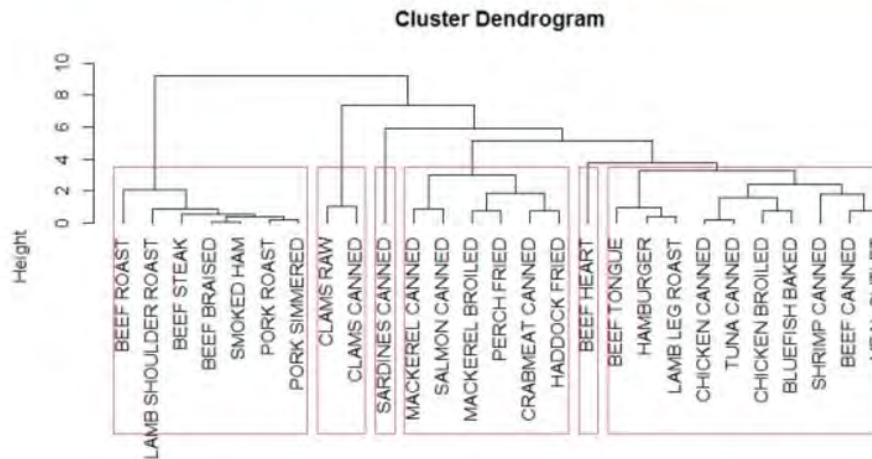 Cluster Dendrogram
Height
10
8
6
4
2
0
BEEF ROAST
LAMB SHOULDER ROAST
BEEF STEAK
BEEF BRAISED
SMOKED HAM
PORK ROAST
PORK SIMMERED
CLAMS RAW
CLAMS CANNED
SARDINES CANNED
MACKEREL CANNED
SALMON CANNED
MACKEREL BROILED
PERCH FRIED
CRABMEAT CANNED
HADDOCK FRIED
BEEF HEART
BEEF TONGUE
HAMBURGER
LAMB LEG ROAST
CHICKEN CANNED
TUNA CANNED
CHICKEN BROILED
BLUEFISH BAKED
SHRIMP CANNED
BEEF CANNED